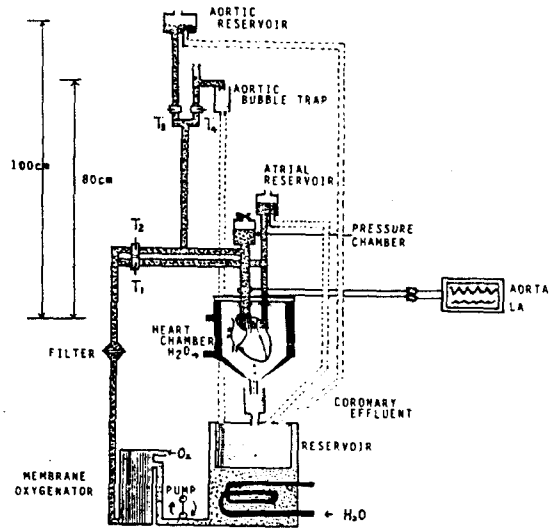 AORTIC
RESERVOIR
AORTIC
BUBBLE TRAP
T3
T4
100cm
80cm
ATRIAL
RESERVOIR
PRESSURE
CHAMBER
T2
T1
AORTA
LA
HEART
CHAMBER
H2O
FILTER
CORONARY
EFFLUENT
RESERVOIR
O2
MEMBRANE
OXYGENATOR
PUMP
H2O